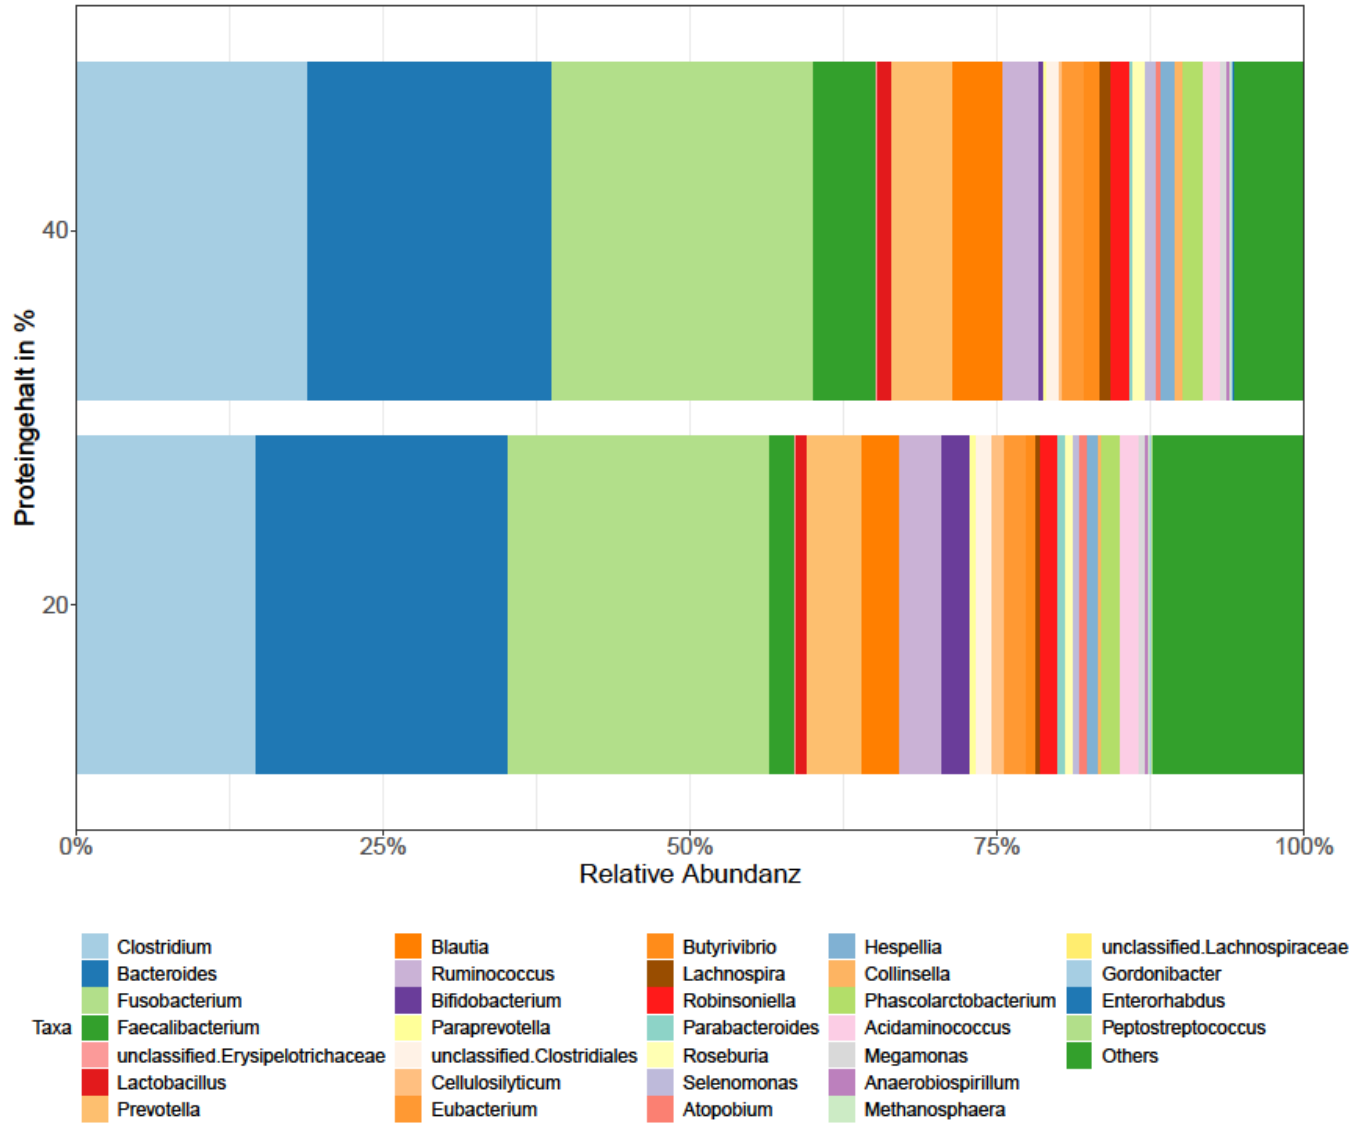 40
20
Proteingehalt in %
0%
25%
50%
75%
100%
Relative Abundanz
Taxa
Clostridium
Bacteroides
Fusobacterium
Faecalibacterium
unclassified.Erysipelotrichaceae
Lactobacillus
Prevotella
Blautia
Ruminococcus
Bifidobacterium
Paraprevotella
unclassified.Clostridiales
Cellulosilyticum
Eubacterium
Butyrivibrio
Lachnospira
Robinsoniella
Parabacteroides
Roseburia
Selenomonas
Atopobium
Hespellia
Collinsella
Phascolarctobacterium
Acidaminococcus
Megamonas
Anaerobiospirillum
Methanosphaera
unclassified.Lachnospiraceae
Gordonibacter
Enterorhabdus
Peptostreptococcus
Others